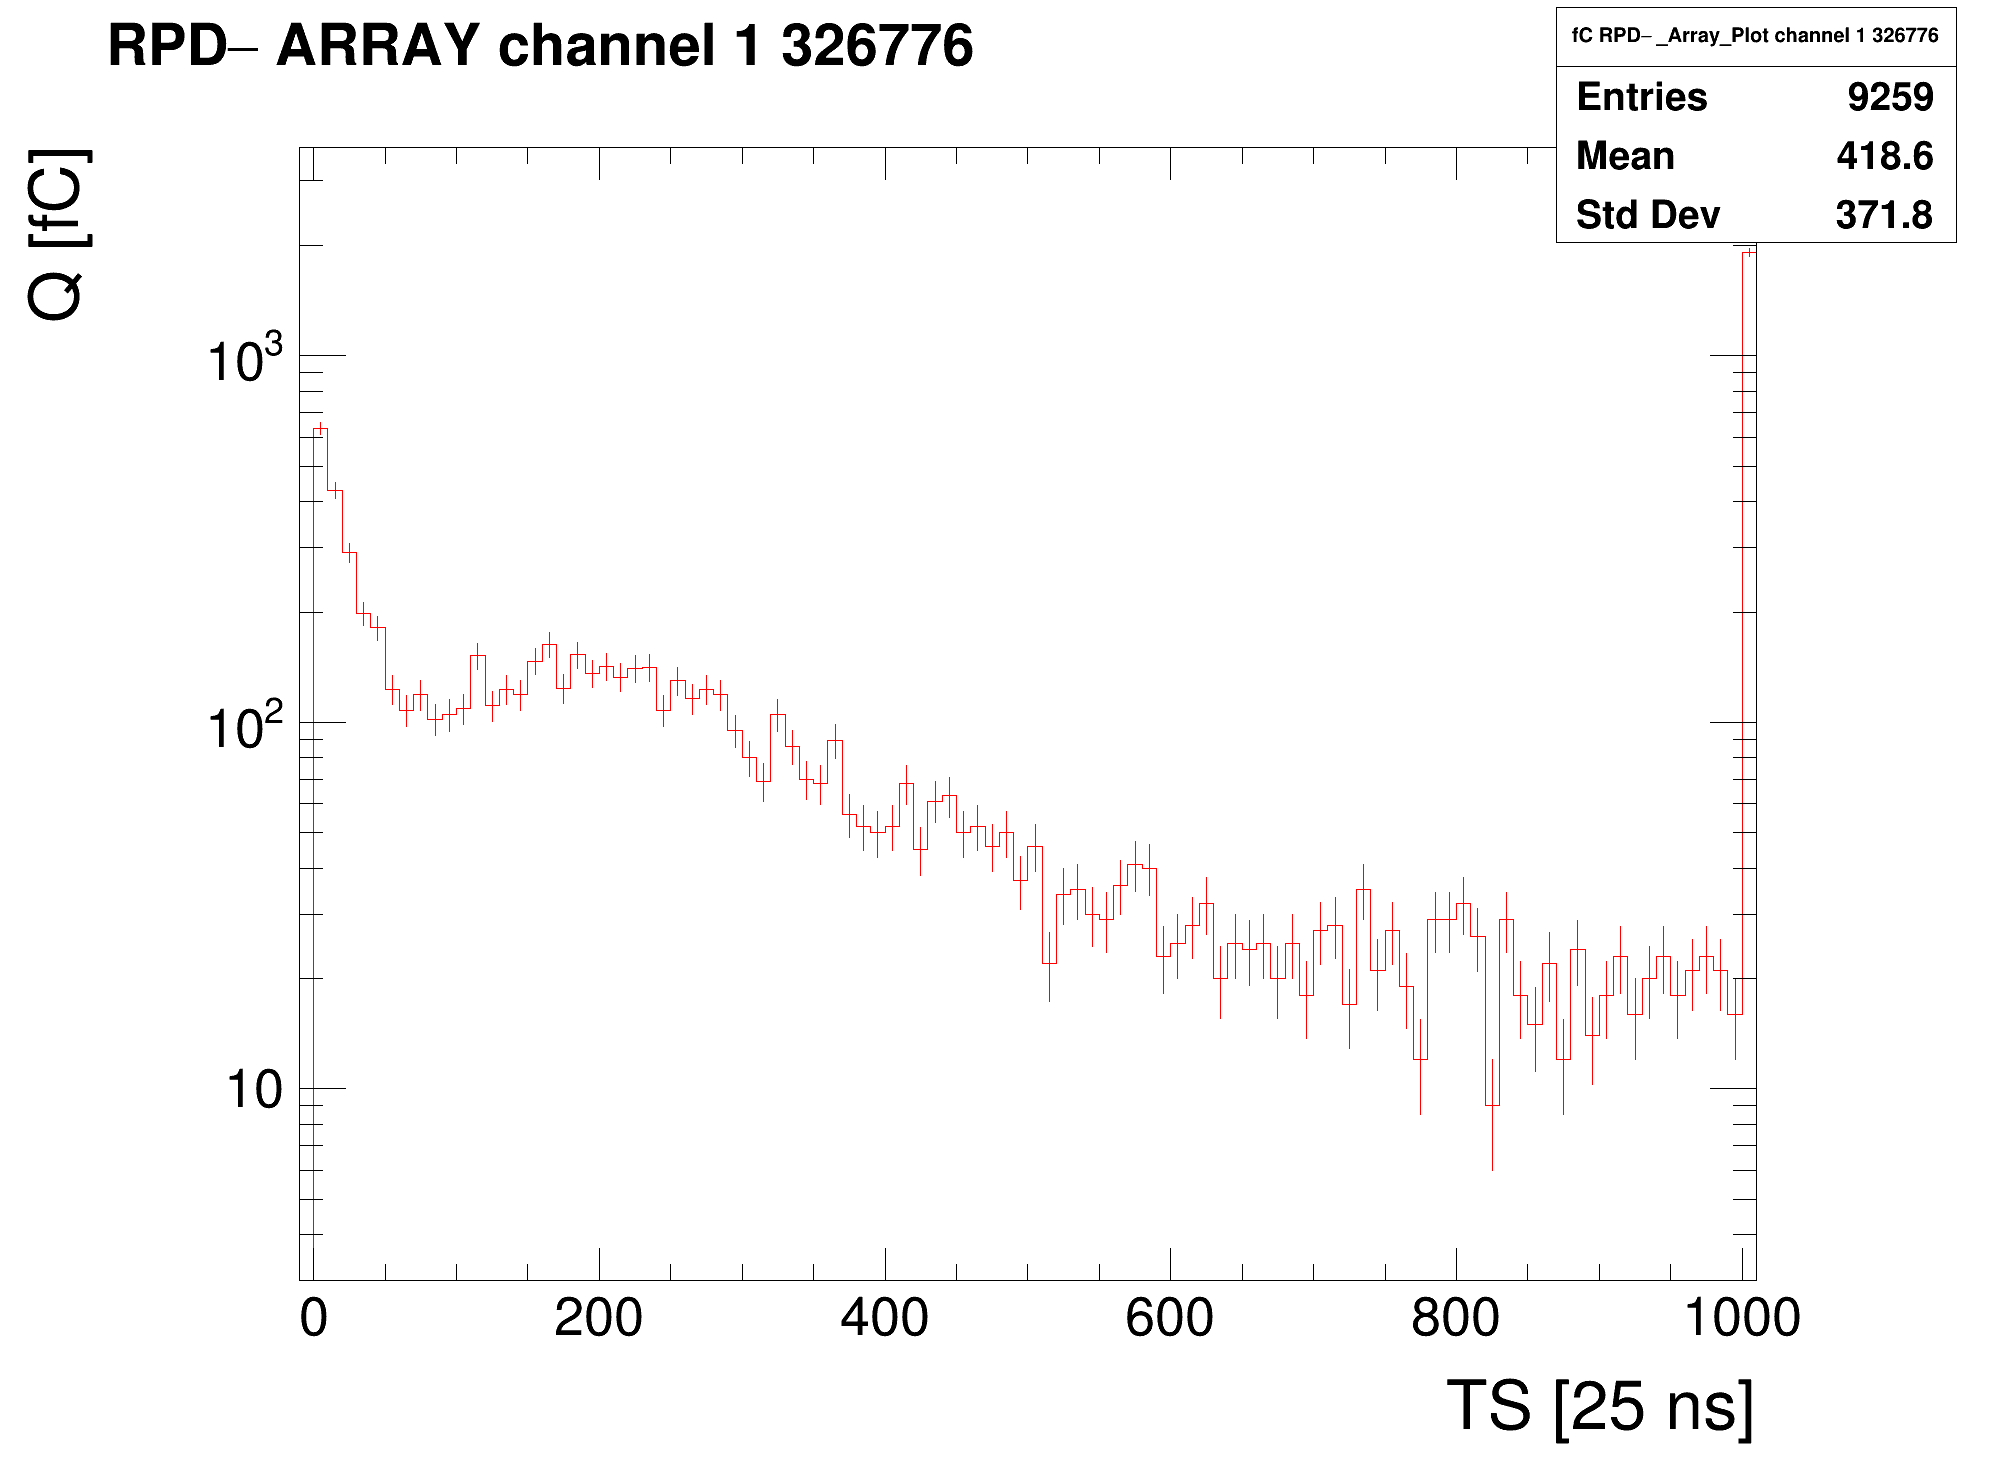 RPD– ARRAY channel 1 326776
fC RPD– _Array_Plot channel 1 326776
Entries 9259
Mean 418.6
Std Dev 371.8
Q [fC]
10³
10²
10
0 200 400 600 800 1000
TS [25 ns]